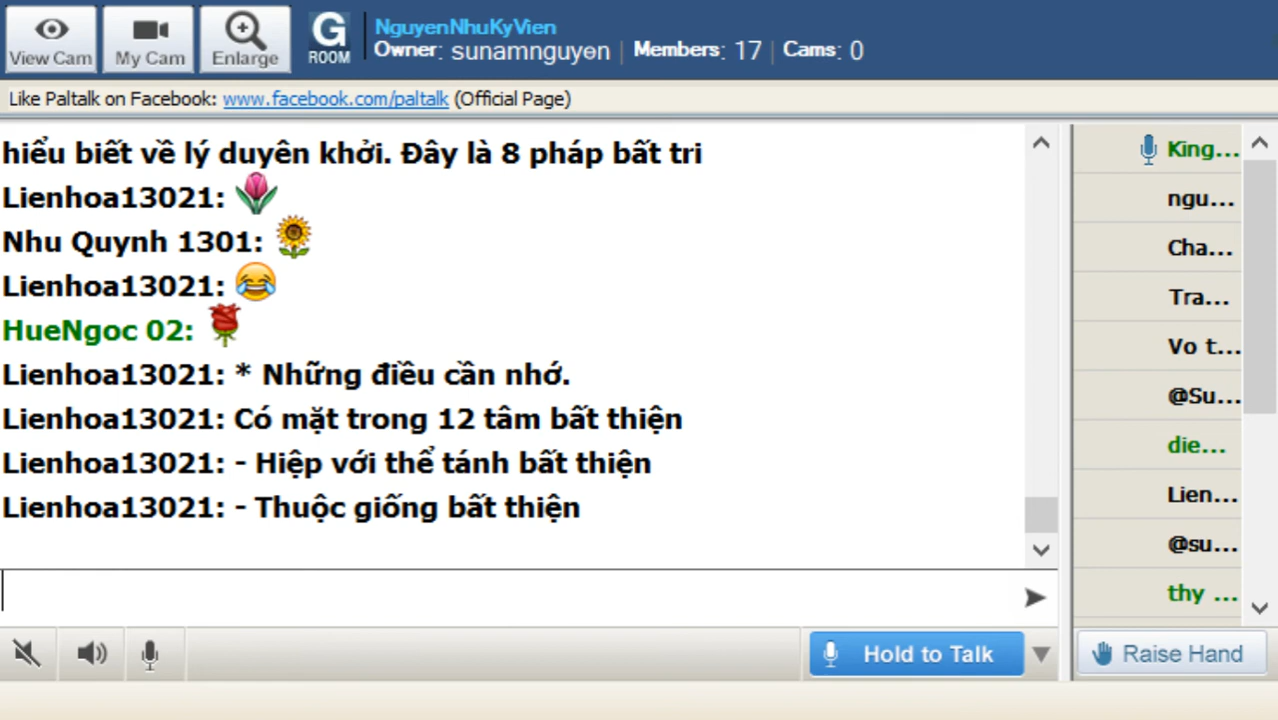 View Cam
My Cam
Enlarge
G
ROOM
NguyenNhuKyVien
Owner: sunamnguyen | Members: 17 | Cams: 0
Like Paltalk on Facebook: www.facebook.com/paltalk (Official Page)
hiểu biết về lý duyên khởi. Đây là 8 pháp bất tri
Lienhoa13021:
Nhu Quynh 1301:
Lienhoa13021:
HueNgoc 02:
Lienhoa13021: * Những điều cần nhớ.
Lienhoa13021: Có mặt trong 12 tâm bất thiện
Lienhoa13021: - Hiệp với thể tánh bất thiện
Lienhoa13021: - Thuộc giống bất thiện
King...
ngu...
Cha...
Tra...
Vo t...
@Su...
die...
Lien...
@su...
thy ...
Hold to Talk
Raise Hand